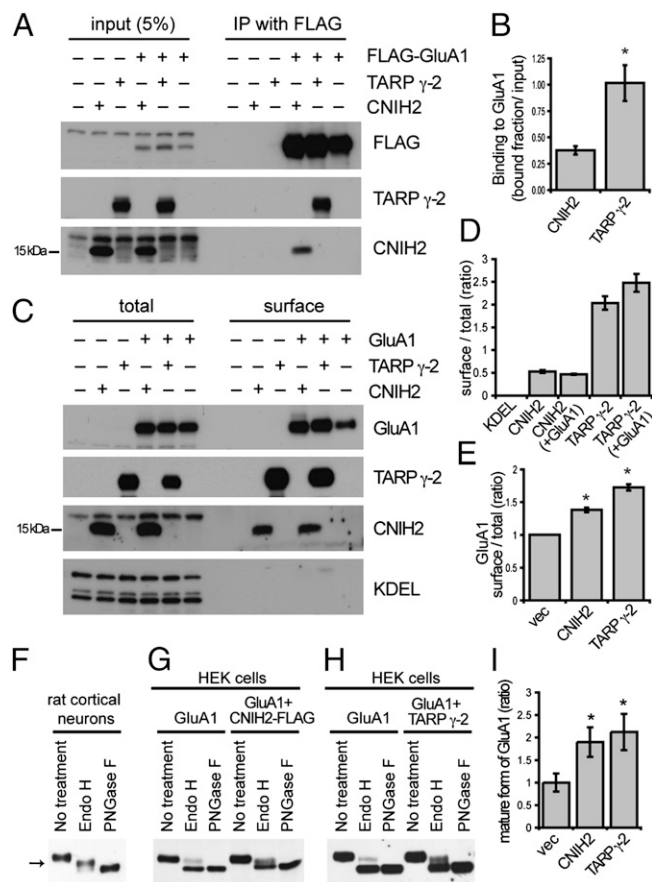 A
input (5%) IP with FLAG
– – – + + + – – – + + + FLAG-GluA1
– – + – + – – – + – + – TARP γ-2
– + – + – – – + – + – – CNIH2
FLAG
TARP γ-2
15kDa
CNIH2
B
Binding to GluA1
(bound fraction/ input)
1.25
1.00
0.75
0.50
0.25
0.00
*
CNIH2
TARP γ-2
C
total surface
– – – + + + – – – + + + GluA1
– – + – + – – – + – + – TARP γ-2
– + – + – – – + – + – – CNIH2
GluA1
TARP γ-2
15kDa
CNIH2
KDEL
D
surface / total (ratio)
3
2.5
2
1.5
1
0.5
0
KDEL
CNIH2
CNIH2
(+GluA1)
TARP γ-2
TARP γ-2
(+GluA1)
E
GluA1
surface / total (ratio)
2
1.5
1
0.5
0
* *
vec
CNIH2
TARP γ-2
F
rat cortical
neurons
No treatment
Endo H
PNGase F
→
G
HEK cells
GluA1
GluA1+
CNIH2-FLAG
No treatment
Endo H
PNGase F
No treatment
Endo H
PNGase F
H
HEK cells
GluA1
GluA1+
TARP γ-2
No treatment
Endo H
PNGase F
No treatment
Endo H
PNGase F
I
mature form of GluA1 (ratio)
3
2.5
2
1.5
1
0.5
0
* *
vec
CNIH2
TARP γ-2